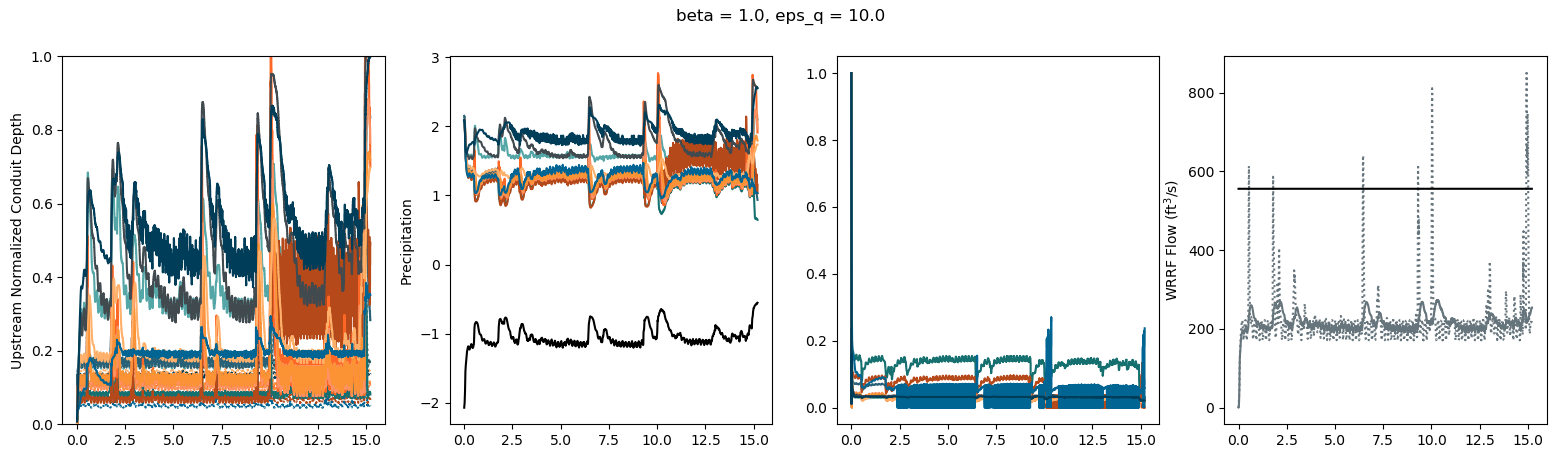 beta = 1.0, eps_q = 10.0
Upstream Normalized Conduit Depth
1.0
0.8
0.6
0.4
0.2
0.0
0.0 2.5 5.0 7.5 10.0 12.5 15.0
Precipitation
3
2
1
0
−1
−2
0.0 2.5 5.0 7.5 10.0 12.5 15.0
1.0
0.8
0.6
0.4
0.2
0.0
0.0 2.5 5.0 7.5 10.0 12.5 15.0
WRRF Flow (ft³/s)
800
600
400
200
0
0.0 2.5 5.0 7.5 10.0 12.5 15.0